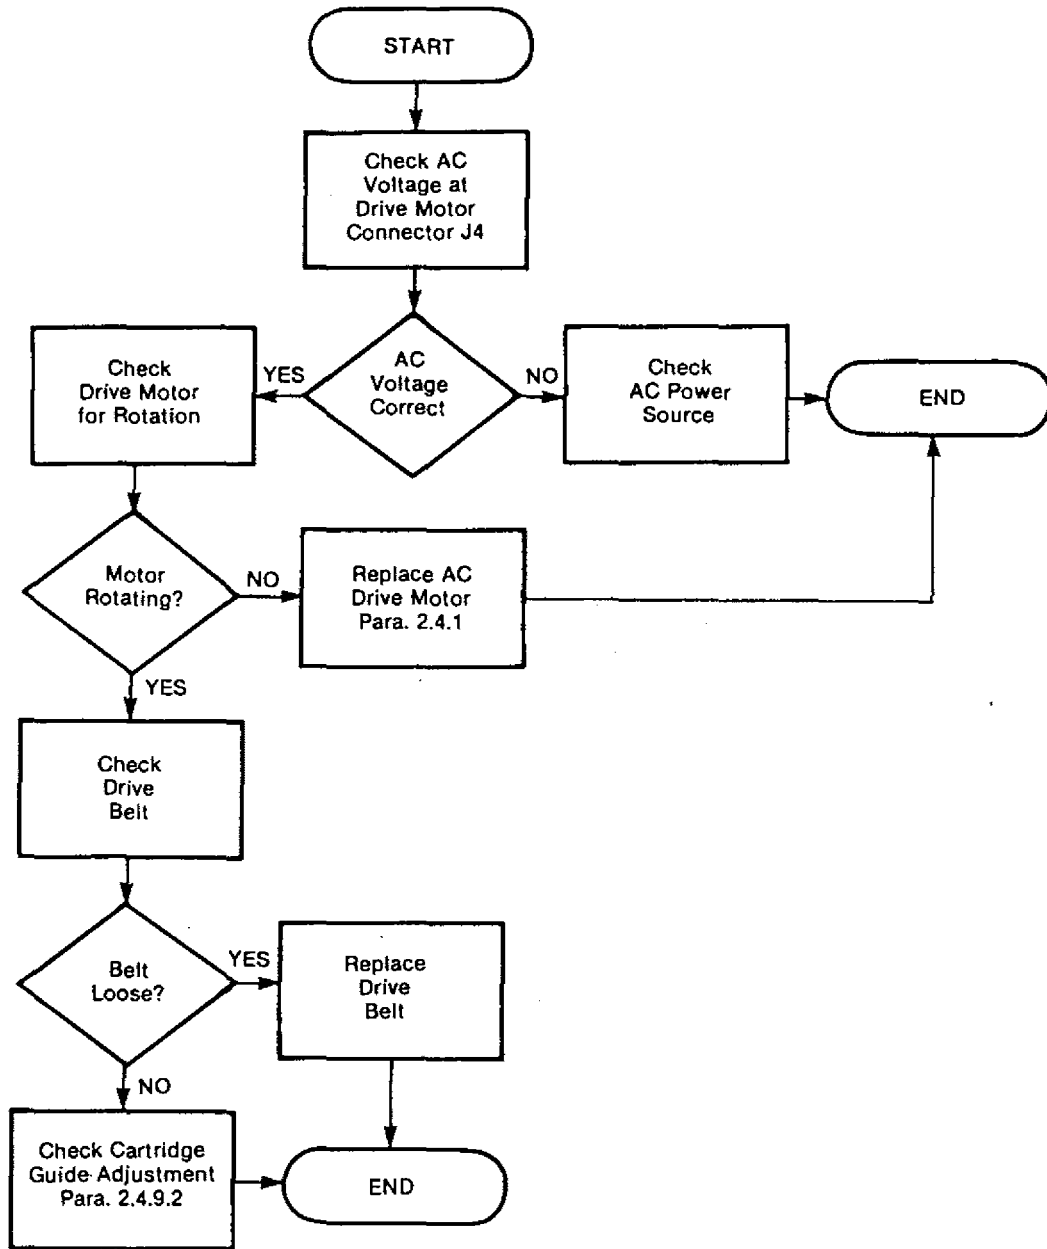 START
Check AC
Voltage at
Drive Motor
Connector J4
AC
Voltage
Correct
YES
NO
Check
Drive Motor
for Rotation
Check
AC Power
Source
END
Motor
Rotating?
NO
YES
Replace AC
Drive Motor
Para. 2.4.1
Check
Drive
Belt
Belt
Loose?
YES
NO
Replace
Drive
Belt
Check Cartridge
Guide Adjustment
Para. 2.4.9.2
END